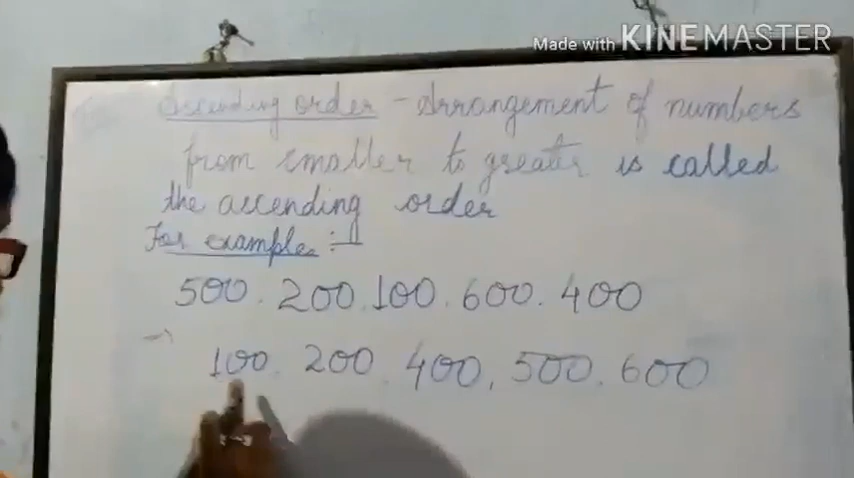 Made with KINEMASTER
Ascending order - Arrangement of numbers
from smaller to greater is called
the ascending order
For example :-
500. 200. 100. 600. 400
→ 100. 200. 400, 500. 600